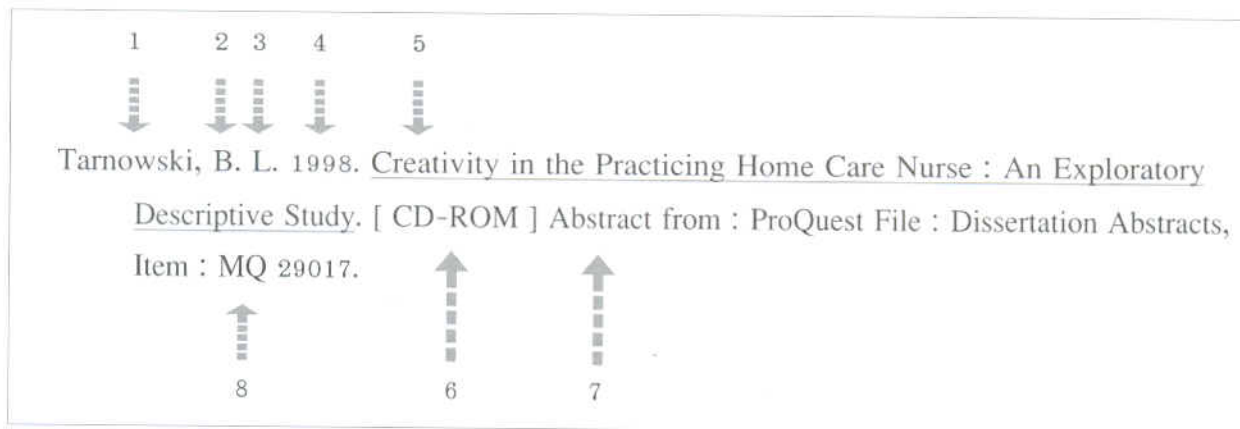 1 2 3 4 5
Tarnowski, B. L. 1998. Creativity in the Practicing Home Care Nurse : An Exploratory
Descriptive Study. [ CD-ROM ] Abstract from : ProQuest File : Dissertation Abstracts,
Item : MQ 29017.
8 6 7